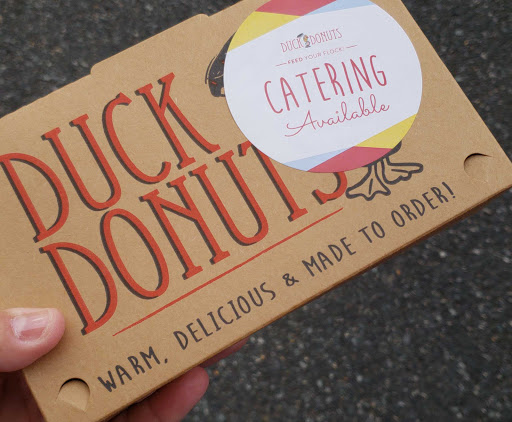 DUCK DONUTS
FEED YOUR FLOCK!
CATERING
Available
DUCK
DONUTS
WARM, DELICIOUS & MADE TO ORDER!